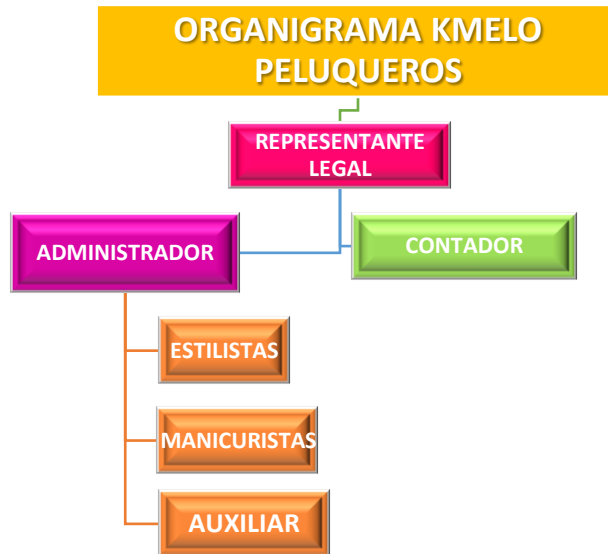 ORGANIGRAMA KMELO
PELUQUEROS
REPRESENTANTE
LEGAL
ADMINISTRADOR
CONTADOR
ESTILISTAS
MANICURISTAS
AUXILIAR